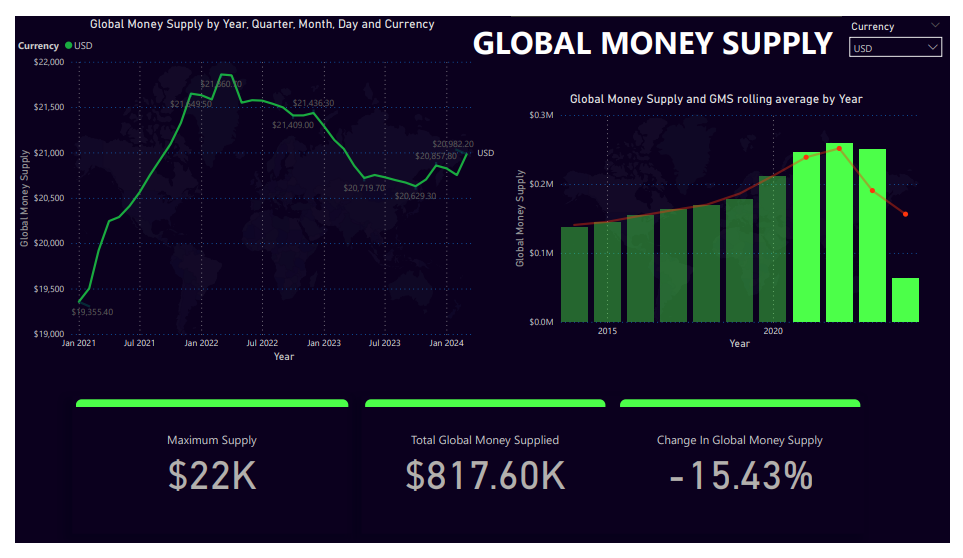 Global Money Supply by Year, Quarter, Month, Day and Currency
Currency USD
$22,000
$21,500
$21,000
$20,500
$20,000
$19,500
$19,000
Global Money Supply
$19,355.40
$21,436.30
$21,409.00
$20,719.70
$20,629.30
$20,857.80
$20,982.20
USD
Jan 2021 Jul 2021 Jan 2022 Jul 2022 Jan 2023 Jul 2023 Jan 2024
Year
GLOBAL MONEY SUPPLY
Currency
USD
Global Money Supply and GMS rolling average by Year
$0.3M
$0.2M
$0.1M
$0.0M
Global Money Supply
2015 2020
Year
Maximum Supply
$22K
Total Global Money Supplied
$817.60K
Change In Global Money Supply
-15.43%